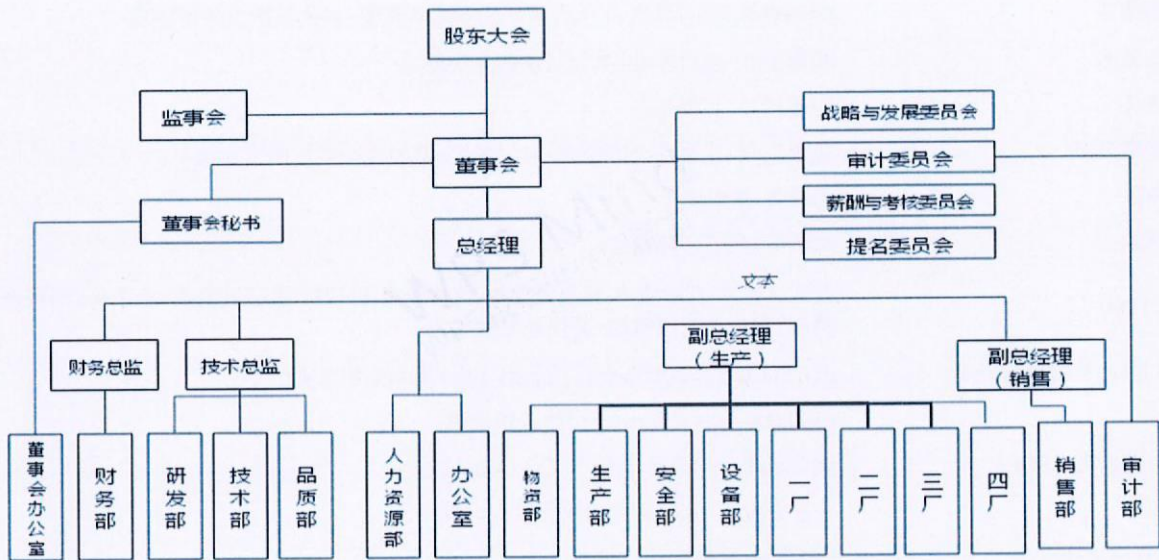 股东大会
监事会
战略与发展委员会
审计委员会
董事会
薪酬与考核委员会
董事会秘书
总经理
提名委员会
文本
财务总监
技术总监
副总经理
（生产）
副总经理
（销售）
董事会办公室
财务部
研发部
技术部
品质部
人力资源部
办公室
物资部
生产部
安全部
设备部
一厂
二厂
三厂
四厂
销售部
审计部